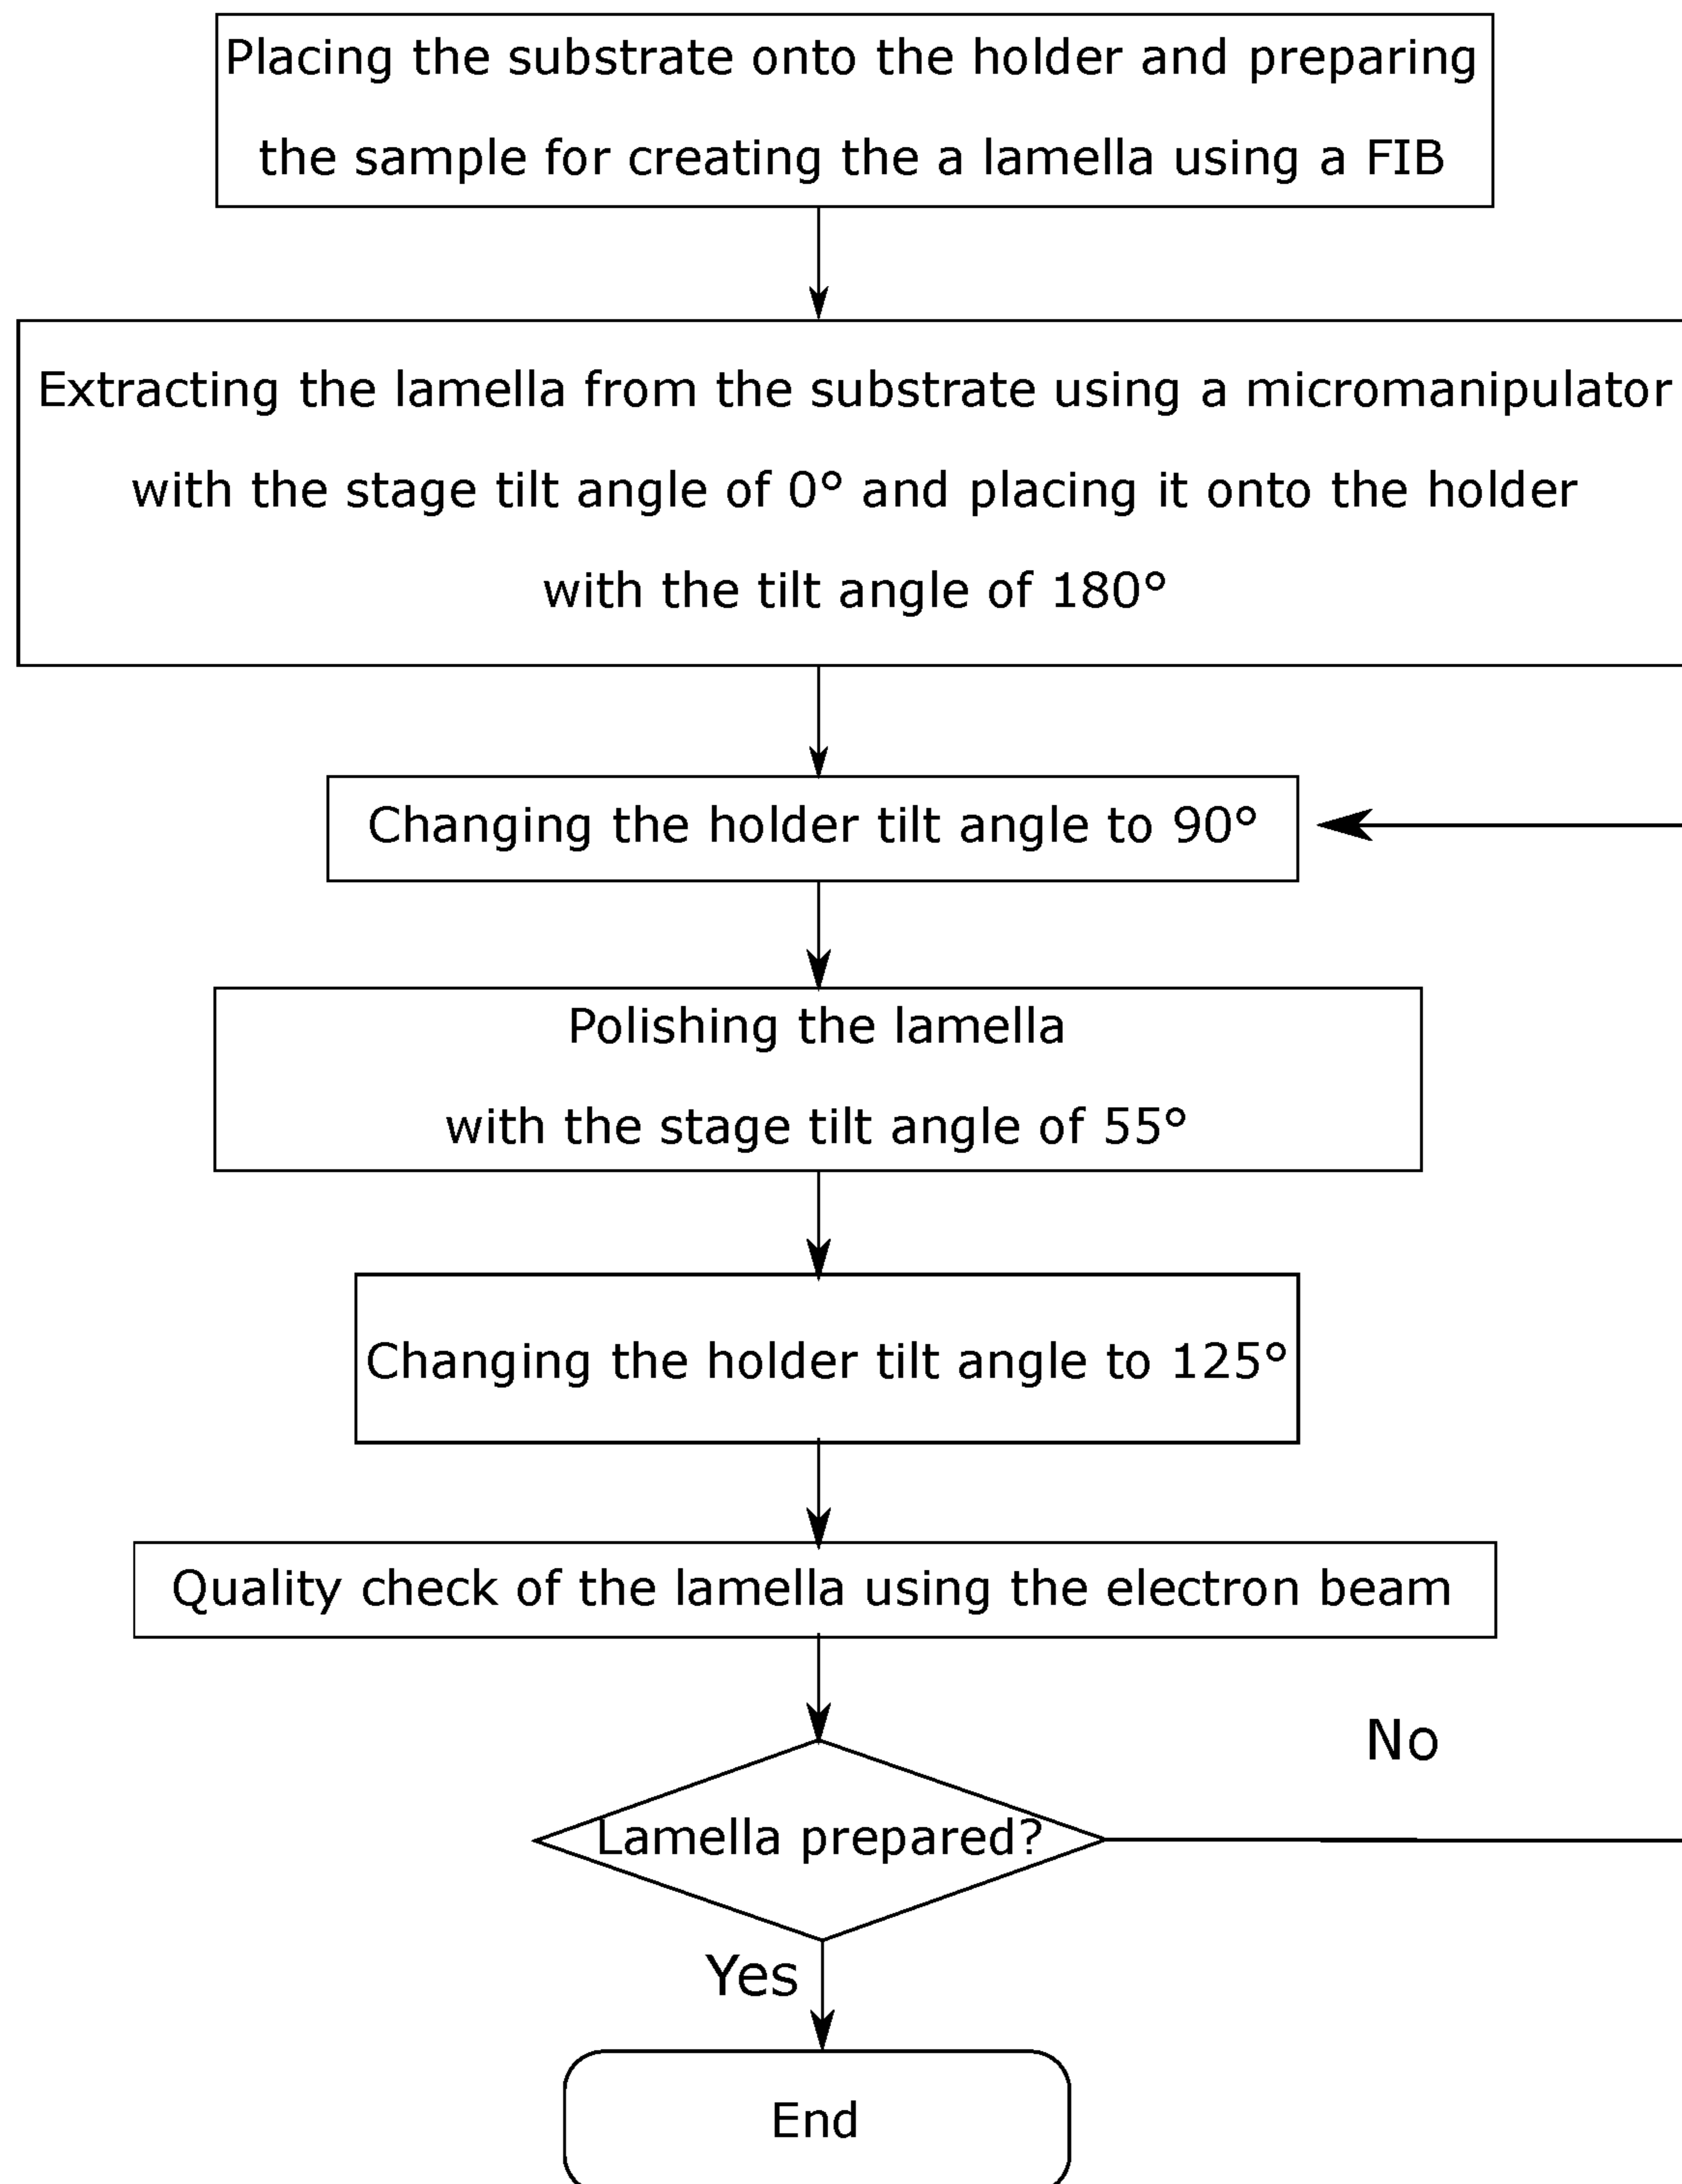 Placing the substrate onto the holder and preparing
the sample for creating the a lamella using a FIB
Extracting the lamella from the substrate using a micromanipulator
with the stage tilt angle of 0° and placing it onto the holder
with the tilt angle of 180°
Changing the holder tilt angle to 90°
Polishing the lamella
with the stage tilt angle of 55°
Changing the holder tilt angle to 125°
Quality check of the lamella using the electron beam
No
Lamella prepared?
Yes
End